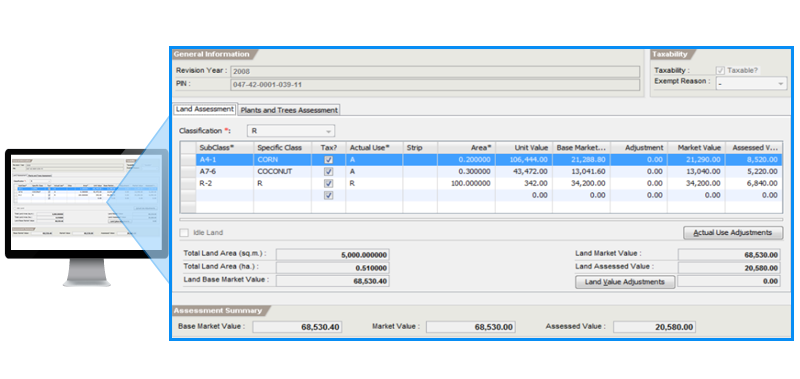 General Information
Taxability
Revision Year : 2008
PIN : 047-42-0001-039-11
Taxability : Taxable?
Exempt Reason : -
Land Assessment Plants and Trees Assessment
Classification *: R
SubClass* Specific Class Tax? Actual Use* Strip Area* Unit Value Base Market... Adjustment Market Value Assessed V...
A4-1 CORN A 0.200000 106,444.00 21,288.80 0.00 21,290.00 8,520.00
A7-6 COCONUT A 0.300000 43,472.00 13,041.60 0.00 13,040.00 5,220.00
R-2 R R 100.000000 342.00 34,200.00 0.00 34,200.00 6,840.00
0.00 0.00 0.00 0.00 0.00
Idle Land Actual Use Adjustments
Total Land Area (sq.m.) : 5,000.000000 Land Market Value : 68,530.00
Total Land Area (ha.) : 0.510000 Land Assessed Value : 20,580.00
Land Base Market Value : 68,530.40 Land Value Adjustments 0.00
Assessment Summary
Base Market Value : 68,530.40 Market Value : 68,530.00 Assessed Value : 20,580.00